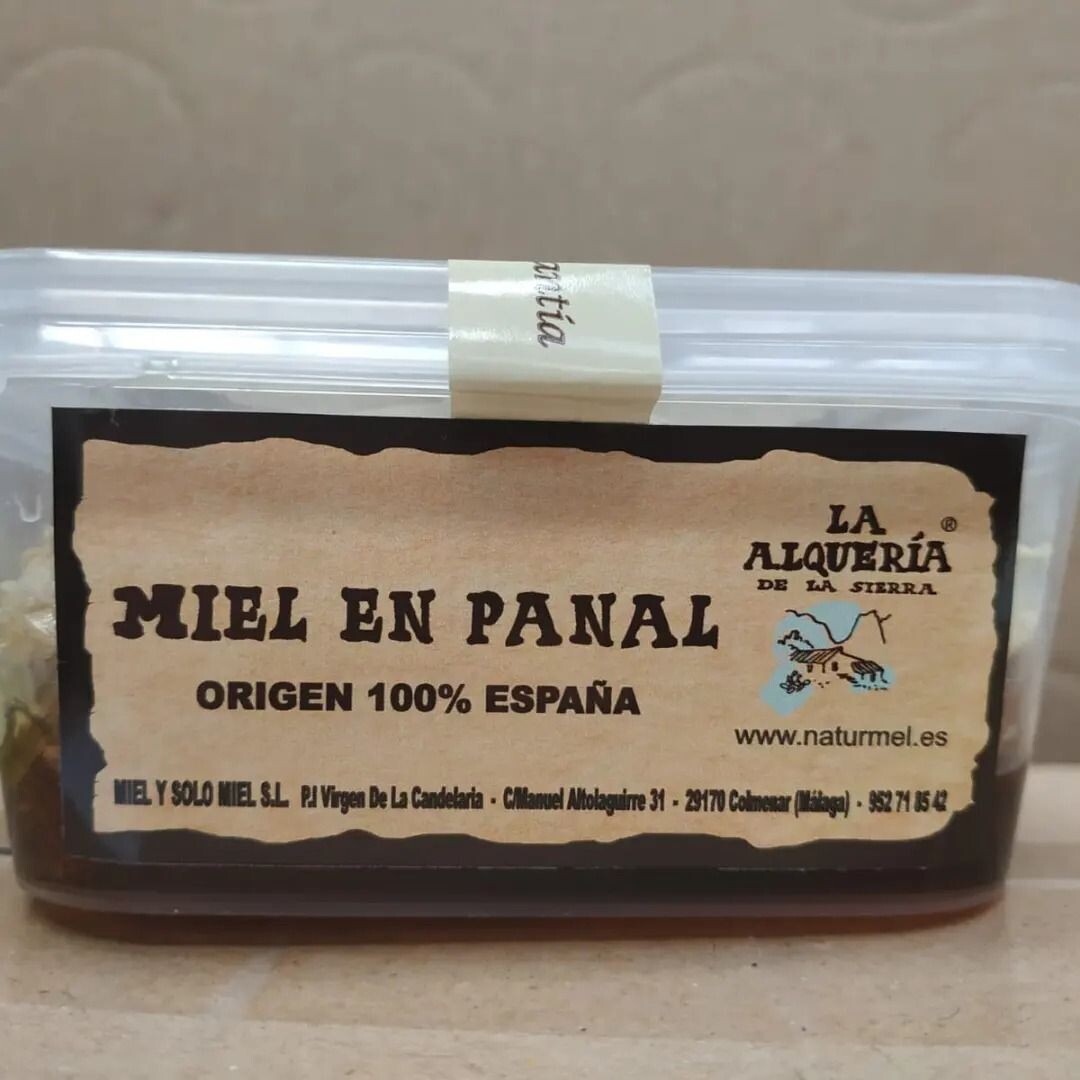 antía
LA
ALQUERÍA ®
DE LA SIERRA
MIEL EN PANAL
ORIGEN 100% ESPAÑA
www.naturmel.es
MIEL Y SOLO MIEL S.L. P.I Virgen De La Candelaria - C/Manuel Altolaguirre 31 - 29170 Colmenar (Málaga) - 952 71 85 42